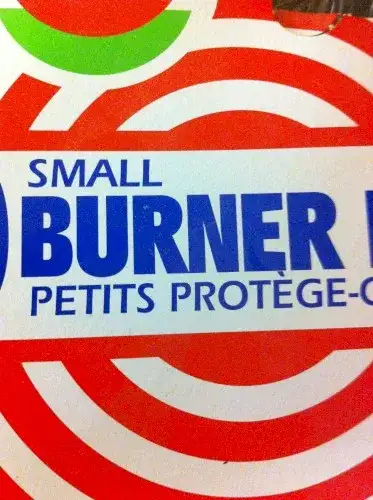 SMALL
BURNER
PETITS PROTÈGE-